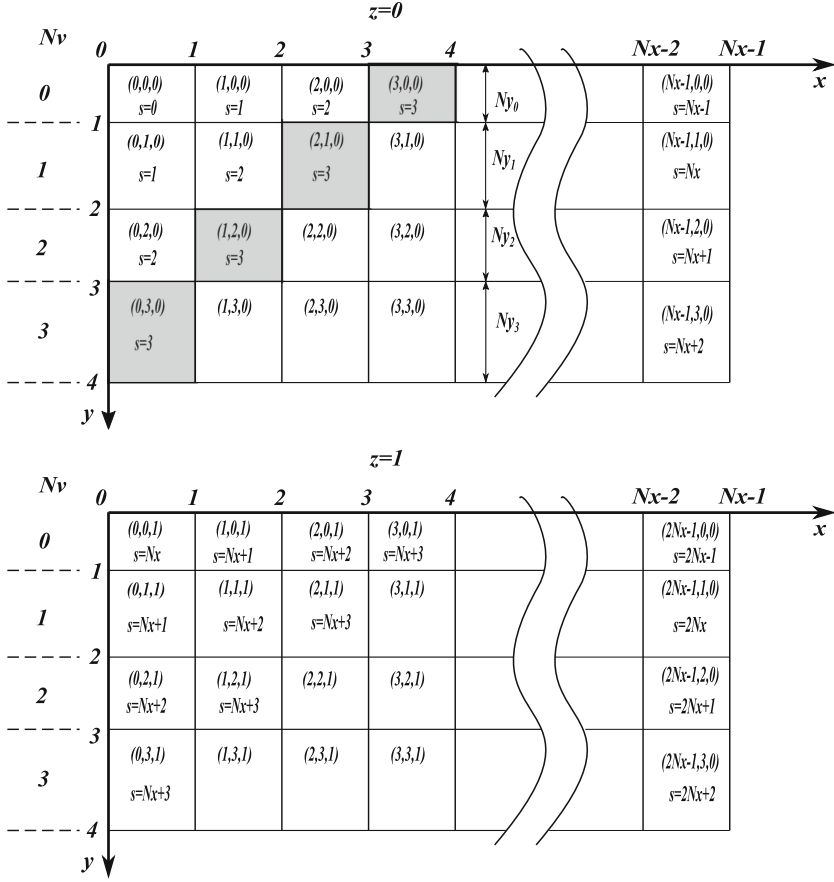 z=0
Nv 0 1 2 3 4 Nx-2 Nx-1
x
0 (0,0,0) (1,0,0) (2,0,0) (3,0,0) Ny0 (Nx-1,0,0)
s=0 s=1 s=2 s=3 s=Nx-1
1
1 (0,1,0) (1,1,0) (2,1,0) (3,1,0) Ny1 (Nx-1,1,0)
s=1 s=2 s=3 s=Nx
2
2 (0,2,0) (1,2,0) (2,2,0) (3,2,0) Ny2 (Nx-1,2,0)
s=2 s=3 s=Nx+1
3
3 (0,3,0) (1,3,0) (2,3,0) (3,3,0) Ny3 (Nx-1,3,0)
s=3 s=Nx+2
4
y
z=1
Nv 0 1 2 3 4 Nx-2 Nx-1
x
0 (0,0,1) (1,0,1) (2,0,1) (3,0,1) (2Nx-1,0,0)
s=Nx s=Nx+1 s=Nx+2 s=Nx+3 s=2Nx-1
1
1 (0,1,1) (1,1,1) (2,1,1) (3,1,1) (2Nx-1,1,0)
s=Nx+1 s=Nx+2 s=Nx+3 s=2Nx
2
2 (0,2,1) (1,2,1) (2,2,1) (3,2,1) (2Nx-1,2,0)
s=Nx+2 s=Nx+3 s=2Nx+1
3
3 (0,3,1) (1,3,1) (2,3,1) (3,3,1) (2Nx-1,3,0)
s=Nx+3 s=2Nx+2
4
y